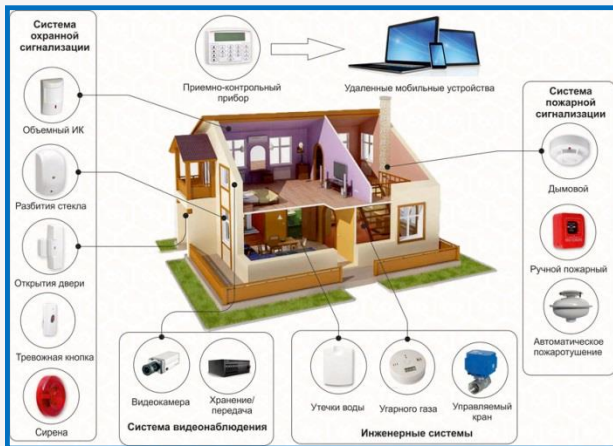 Система
охранной
сигнализации
Объемный ИК
Разбития стекла
Открытия двери
Тревожная кнопка
Сирена
Приемно-контрольный
прибор
Удаленные мобильные устройства
Система
пожарной
сигнализации
Дымовой
Ручной пожарный
Автоматическое
пожаротушение
Видеокамера
Хранение/
передача
Система видеонаблюдения
Утечки воды
Угарного газа
Управляемый
кран
Инженерные системы